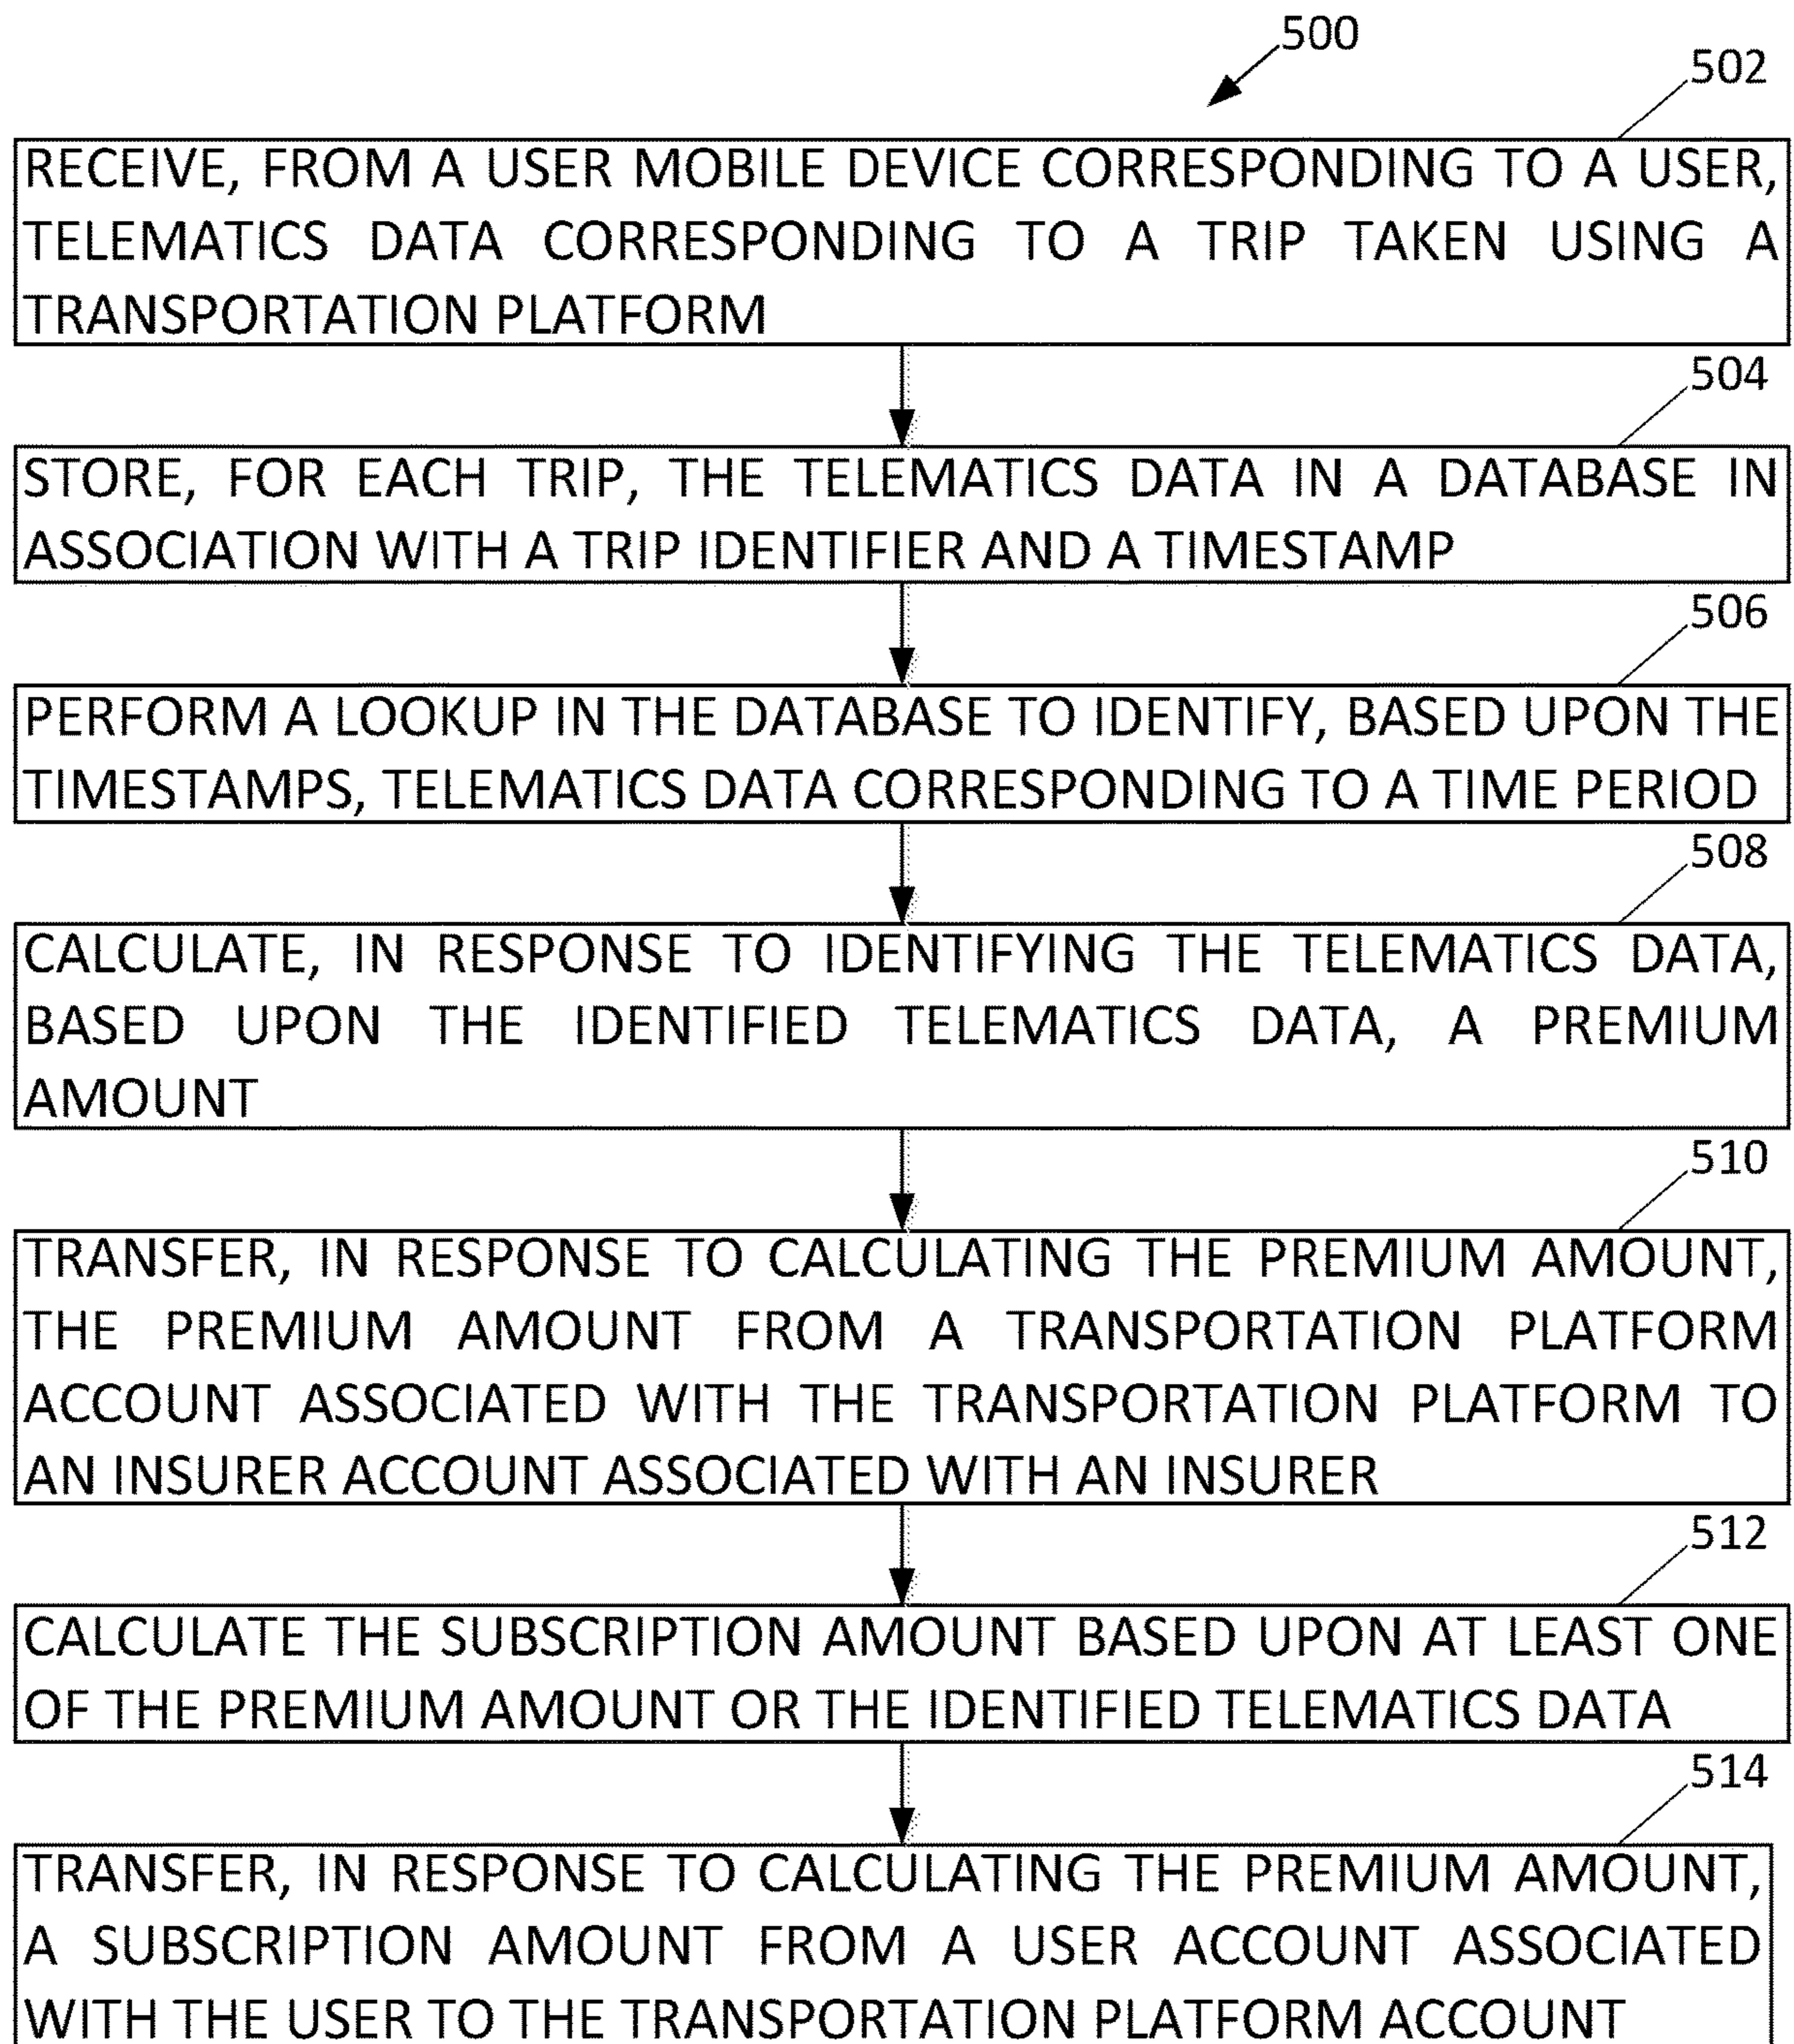 500
502
RECEIVE, FROM A USER MOBILE DEVICE CORRESPONDING TO A USER,
TELEMATICS DATA CORRESPONDING TO A TRIP TAKEN USING A
TRANSPORTATION PLATFORM
504
STORE, FOR EACH TRIP, THE TELEMATICS DATA IN A DATABASE IN
ASSOCIATION WITH A TRIP IDENTIFIER AND A TIMESTAMP
506
PERFORM A LOOKUP IN THE DATABASE TO IDENTIFY, BASED UPON THE
TIMESTAMPS, TELEMATICS DATA CORRESPONDING TO A TIME PERIOD
508
CALCULATE, IN RESPONSE TO IDENTIFYING THE TELEMATICS DATA,
BASED UPON THE IDENTIFIED TELEMATICS DATA, A PREMIUM
AMOUNT
510
TRANSFER, IN RESPONSE TO CALCULATING THE PREMIUM AMOUNT,
THE PREMIUM AMOUNT FROM A TRANSPORTATION PLATFORM
ACCOUNT ASSOCIATED WITH THE TRANSPORTATION PLATFORM TO
AN INSURER ACCOUNT ASSOCIATED WITH AN INSURER
512
CALCULATE THE SUBSCRIPTION AMOUNT BASED UPON AT LEAST ONE
OF THE PREMIUM AMOUNT OR THE IDENTIFIED TELEMATICS DATA
514
TRANSFER, IN RESPONSE TO CALCULATING THE PREMIUM AMOUNT,
A SUBSCRIPTION AMOUNT FROM A USER ACCOUNT ASSOCIATED
WITH THE USER TO THE TRANSPORTATION PLATFORM ACCOUNT